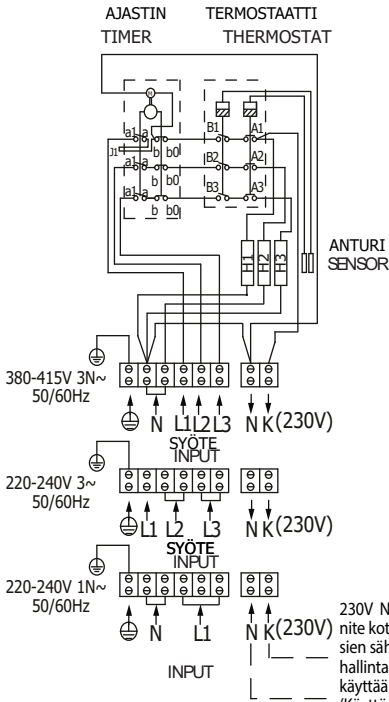 AJASTIN TERMOSTAATTI
TIMER THERMOSTAT
M
a1 a B1 A1
J1 b b0
a1 a B2 A2
b b0
a1 a B3 A3
b b0
H1 H2 H3
ANTURI
SENSOR
380-415V 3N~
50/60Hz
N L1 L2 L3 N K(230V)
SYÖTE
INPUT
220-240V 3~
50/60Hz
L1 L2 L3 N K(230V)
SYÖTE
INPUT
220-240V 1N~
50/60Hz
N L1 N K(230V)
INPUT
230V N
nite kot
sien säh
hallinta
käyttää